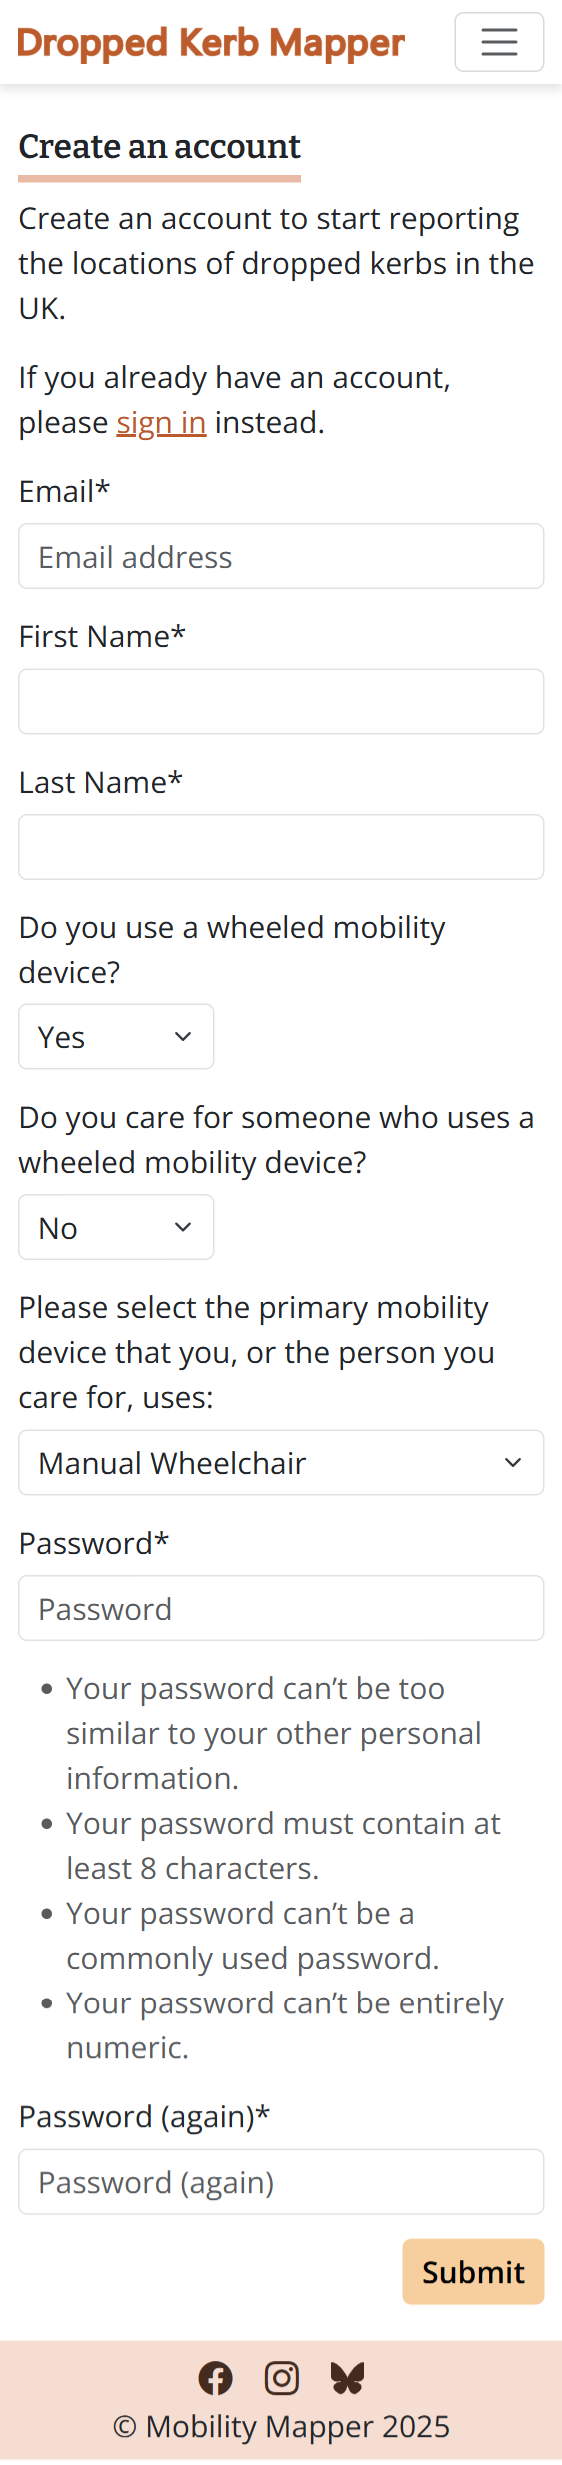 Dropped Kerb Mapper
Create an account
Create an account to start reporting
the locations of dropped kerbs in the
UK.
If you already have an account,
please sign in instead.
Email*
Email address
First Name*
Last Name*
Do you use a wheeled mobility
device?
Yes
Do you care for someone who uses a
wheeled mobility device?
No
Please select the primary mobility
device that you, or the person you
care for, uses:
Manual Wheelchair
Password*
Password
• Your password can’t be too
similar to your other personal
information.
• Your password must contain at
least 8 characters.
• Your password can’t be a
commonly used password.
• Your password can’t be entirely
numeric.
Password (again)*
Password (again)
Submit
© Mobility Mapper 2025